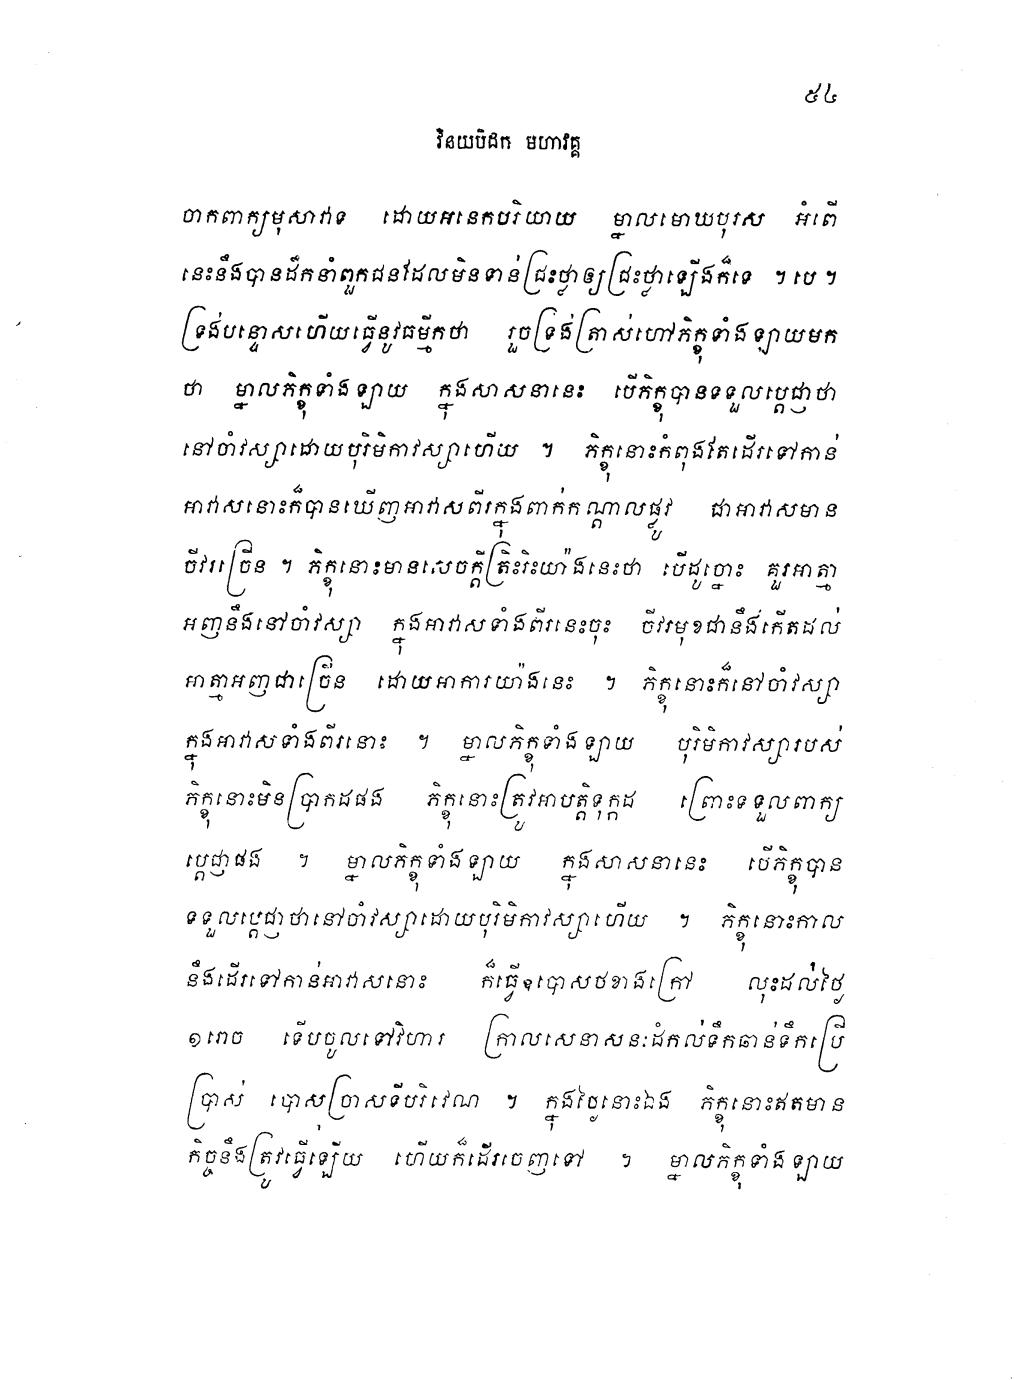 ៥៤
វិនយបិដក មហាវគ្គ
ចាកពាក្យមុសាវាទ ដោយអនេកបរិយាយ ម្នាលមោឃបុរស អំពើ
នេះនឹងបានដឹកនាំពួកជនដែលមិនទាន់ជ្រះថ្លាឲ្យជ្រះថ្លាឡើងក៏ទេ ។ បេ ។
ទ្រង់បន្ទោសហើយធ្វើនូវធម្មីកថា រួចទ្រង់ត្រាស់ហៅភិក្ខុទាំងឡាយមក
ថា ម្នាលភិក្ខុទាំងឡាយ ក្នុងសាសនានេះ បើភិក្ខុបានទទួលប្តេជ្ញាថា
នៅចាំវស្សាដោយបុរិមិកាវស្សាហើយ ។ ភិក្ខុនោះកំពុងតែដើរទៅកាន់
អាវាសនោះក៏បានឃើញអាវាសពីរក្នុងពាក់កណ្តាលផ្លូវ ជាអាវាសមាន
ចីវរច្រើន ។ ភិក្ខុនោះមានសេចក្តីត្រិះរិះយ៉ាងនេះថា បើដូច្នោះ គួរអាត្មា
អញនឹងនៅចាំវស្សា ក្នុងអាវាសទាំងពីរនេះចុះ ចីវរមុខជានឹងកើតដល់
អាត្មាអញជាច្រើន ដោយអាការយ៉ាងនេះ ។ ភិក្ខុនោះក៏នៅចាំវស្សា
ក្នុងអាវាសទាំងពីរនោះ ។ ម្នាលភិក្ខុទាំងឡាយ បុរិមិកាវស្សារបស់
ភិក្ខុនោះមិនប្រាកដផង ភិក្ខុនោះត្រូវអាបត្តិទុក្កដ ព្រោះទទួលពាក្យ
ប្តេជ្ញាផង ។ ម្នាលភិក្ខុទាំងឡាយ ក្នុងសាសនានេះ បើភិក្ខុបាន
ទទួលប្តេជ្ញាថានៅចាំវស្សាដោយបុរិមិកាវស្សាហើយ ។ ភិក្ខុនោះកាល
នឹងដើរទៅកាន់អាវាសនោះ ក៏ធ្វើឧបោសថខាងក្រៅ លុះដល់ថ្ងៃ
១រោច ទើបចូលទៅវិហារ ក្រាលសេនាសនៈដំកល់ទឹកឆាន់ទឹកប្រើ
ប្រាស់ បោសច្រាសទីបរិវេណ ។ ក្នុងថ្ងៃនោះឯង ភិក្ខុនោះឥតមាន
កិច្ចនឹងត្រូវធ្វើឡើយ ហើយក៏ដើរចេញទៅ ។ ម្នាលភិក្ខុទាំងឡាយ